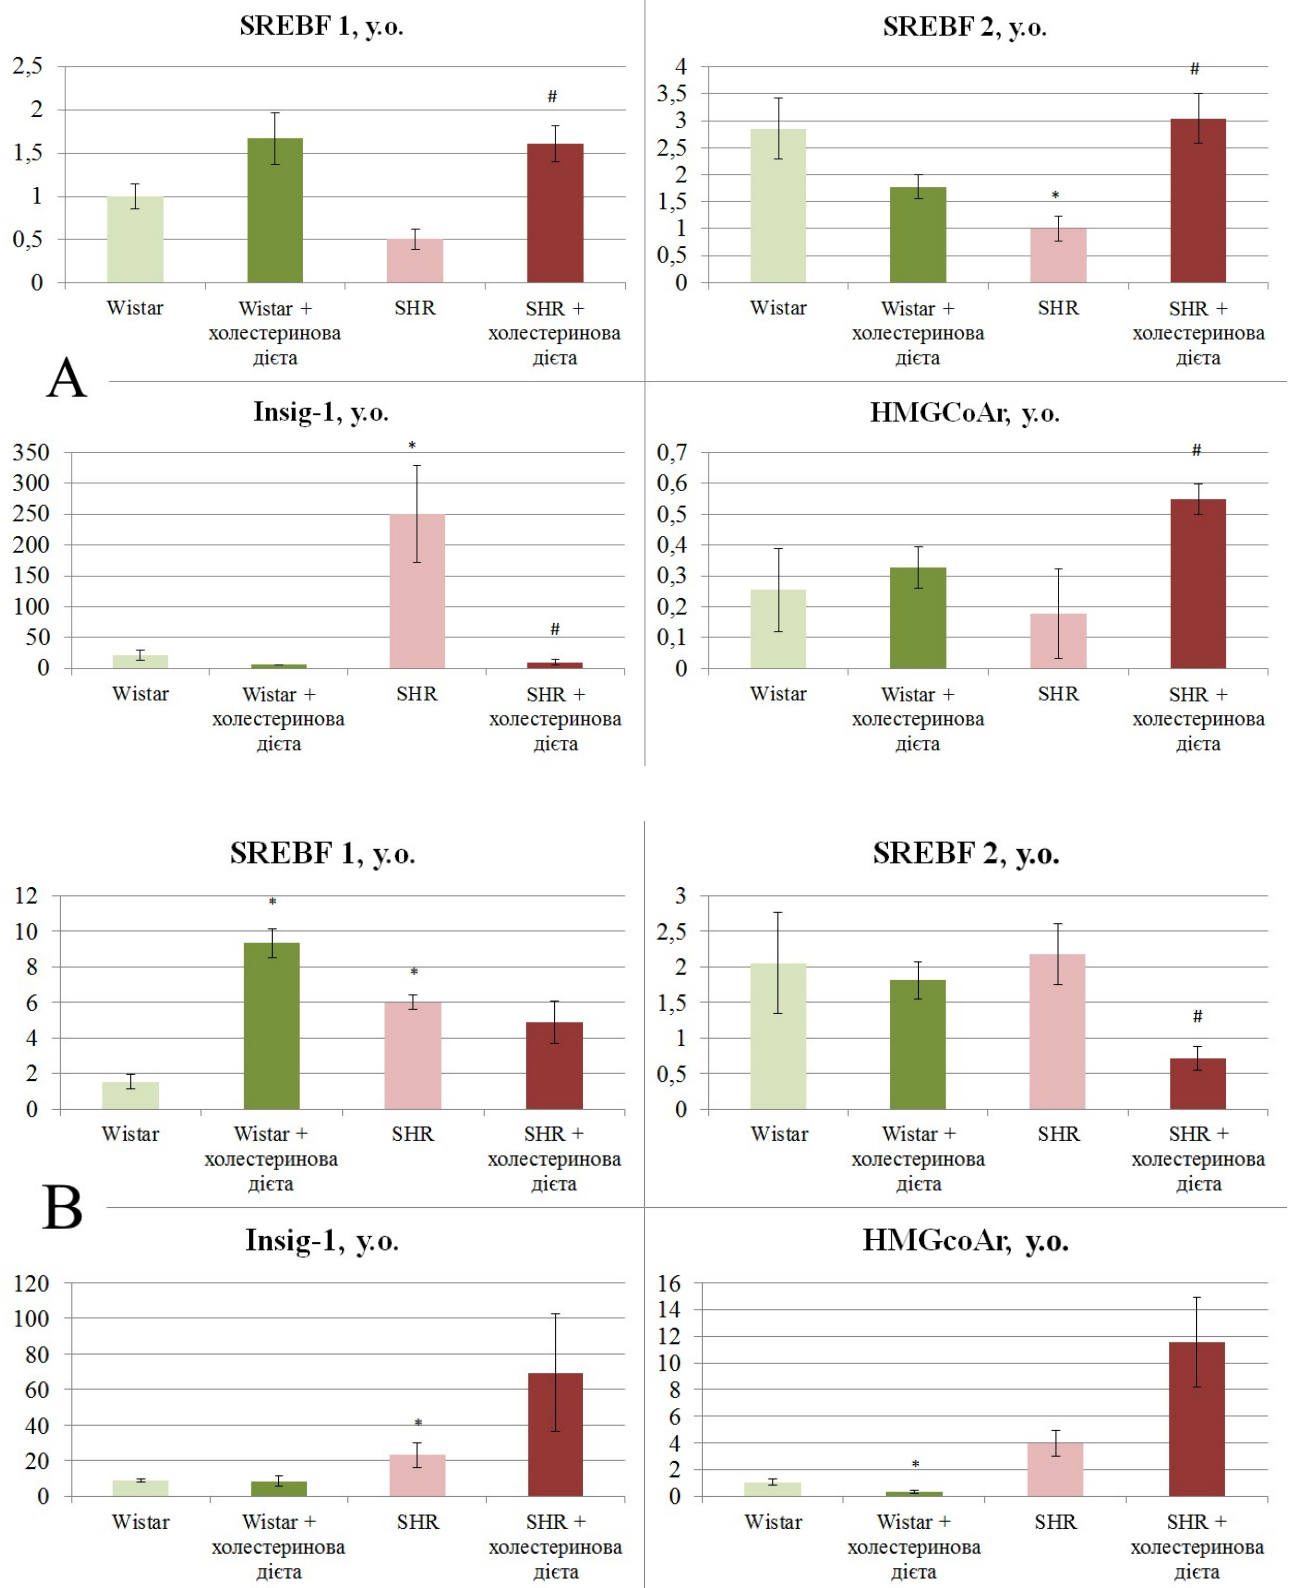 SREBF 1, у.о.
2,5
2
1,5
1
0,5
0
#
Wistar
Wistar +
холестеринова
дієта
SHR
SHR +
холестеринова
дієта
SREBF 2, у.о.
4
3,5
3
2,5
2
1,5
1
0,5
0
*
#
Wistar
Wistar +
холестеринова
дієта
SHR
SHR +
холестеринова
дієта
A
Insig-1, у.о.
350
300
250
200
150
100
50
0
*
#
Wistar
Wistar +
холестеринова
дієта
SHR
SHR +
холестеринова
дієта
HMGCoAr, у.о.
0,7
0,6
0,5
0,4
0,3
0,2
0,1
0
#
Wistar
Wistar +
холестеринова
дієта
SHR
SHR +
холестеринова
дієта
SREBF 1, у.о.
12
10
8
6
4
2
0
*
*
Wistar
Wistar +
холестеринова
дієта
SHR
SHR +
холестеринова
дієта
SREBF 2, у.о.
3
2,5
2
1,5
1
0,5
0
#
Wistar
Wistar +
холестеринова
дієта
SHR
SHR +
холестеринова
дієта
B
Insig-1, у.о.
120
100
80
60
40
20
0
*
Wistar
Wistar +
холестеринова
дієта
SHR
SHR +
холестеринова
дієта
HMGcoAr, у.о.
16
14
12
10
8
6
4
2
0
*
Wistar
Wistar +
холестеринова
дієта
SHR
SHR +
холестеринова
дієта